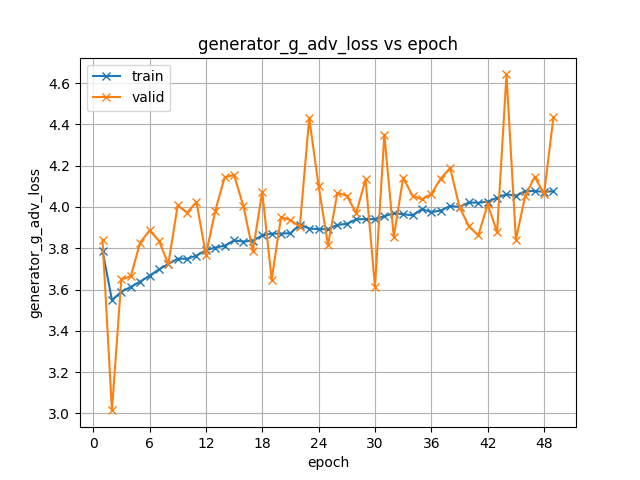 generator_g_adv_loss vs epoch
train
valid
4.6
4.4
4.2
4.0
3.8
3.6
3.4
3.2
3.0
generator_g_adv_loss
0 6 12 18 24 30 36 42 48
epoch